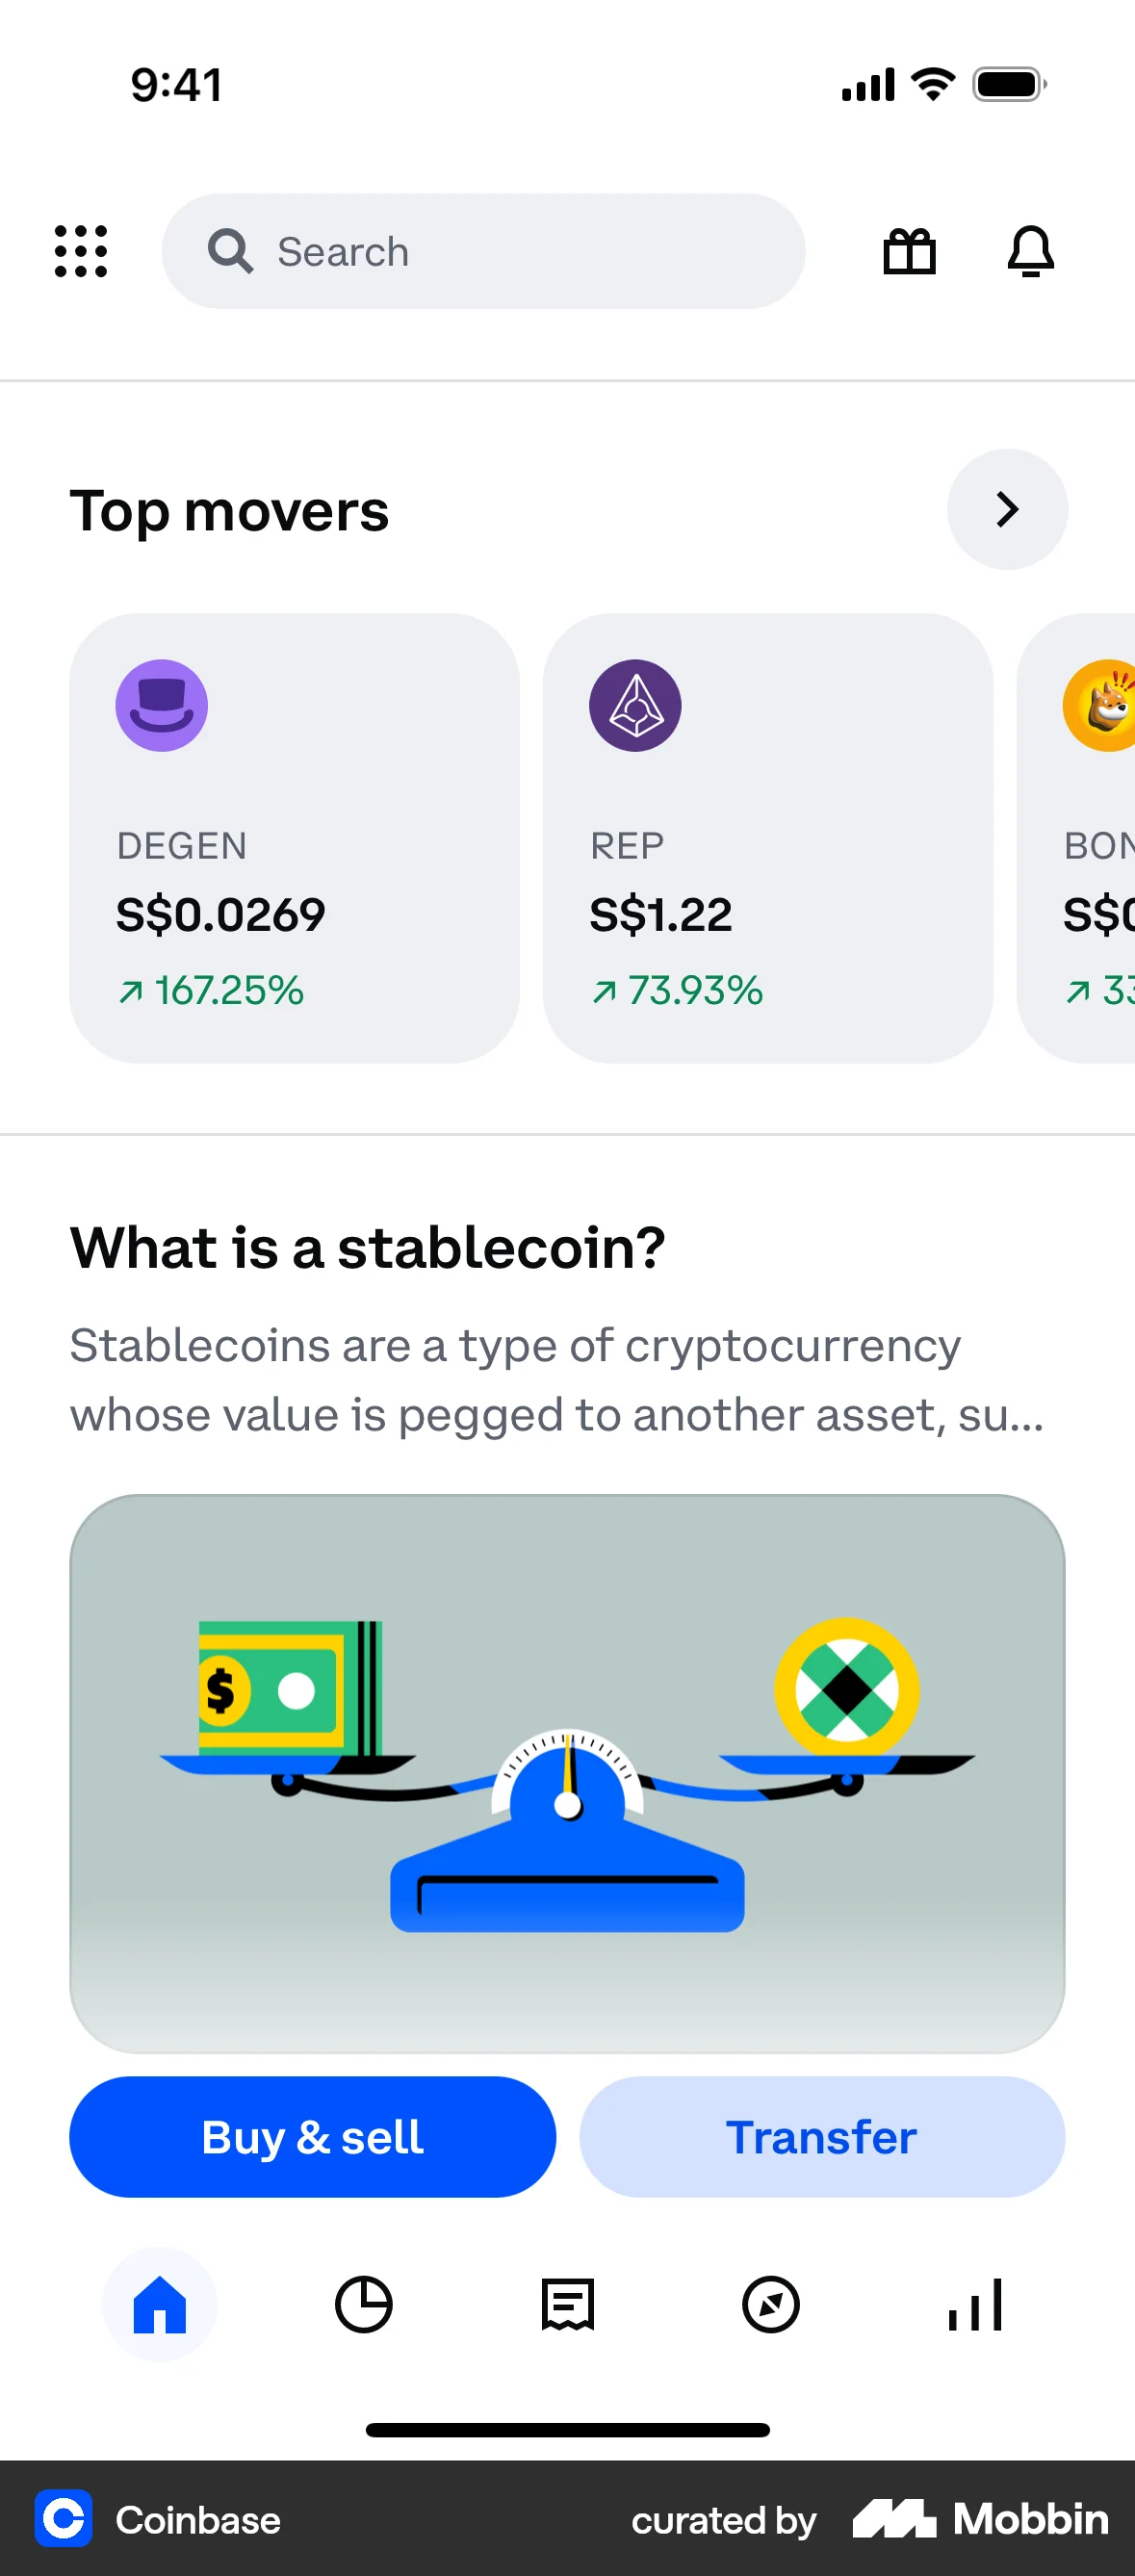 9:41
Search
Top movers
DEGEN
S$0.0269
↗ 167.25%
REP
S$1.22
↗ 73.93%
S$
↗ 33
What is a stablecoin?
Stablecoins are a type of cryptocurrency
whose value is pegged to another asset, su...
$
Buy & sell
Transfer
Coinbase
curated by Mobbin